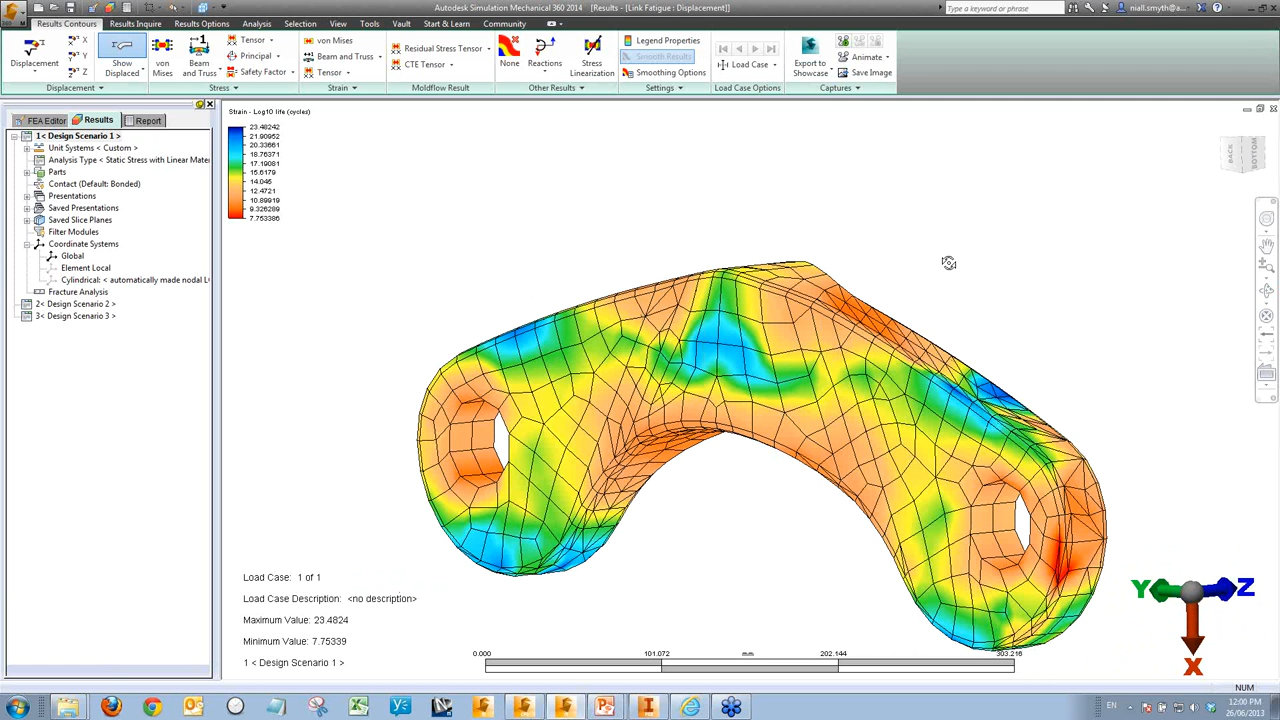 Autodesk Simulation Mechanical 360 2014 - [Results - [Link Fatigue : Displacement]]
Type a keyword or phrase
niall.smyth@a...
Results Contours
Results Inquire
Results Options
Analysis
Selection
View
Tools
Vault
Start & Learn
Community
Displacement
X
Y
Z
Show
Displaced
von
Mises
Beam
and Truss
Tensor
Principal
Safety Factor
von Mises
Beam and Truss
Tensor
Residual Stress Tensor
CTE Tensor
None
Reactions
Stress
Linearization
Legend Properties
Smooth Results
Smoothing Options
Load Case
Export to
Showcase
Animate
Save Image
Displacement
Stress
Strain
Moldflow Result
Other Results
Settings
Load Case Options
Captures
FEA Editor
Results
Report
1< Design Scenario 1 >
Unit Systems < Custom >
Analysis Type < Static Stress with Linear Mater
Parts
Contact (Default: Bonded)
Presentations
Saved Presentations
Saved Slice Planes
Filter Modules
Coordinate Systems
Global
Element Local
Cylindrical: < automatically made nodal l
Fracture Analysis
2< Design Scenario 2 >
3< Design Scenario 3 >
Strain - Log10 life (cycles)
23.48242
21.90952
20.33661
18.76371
17.19081
15.6179
14.045
12.4721
10.89919
9.326289
7.753386
BACK
BOTTOM
Load Case: 1 of 1
Load Case Description: <no description>
Maximum Value: 23.4824
Minimum Value: 7.75339
1 < Design Scenario 1 >
0.000
101.072
mm
202.144
303.216
Y
Z
X
NUM
EN
12:00 PM
26/06/2013